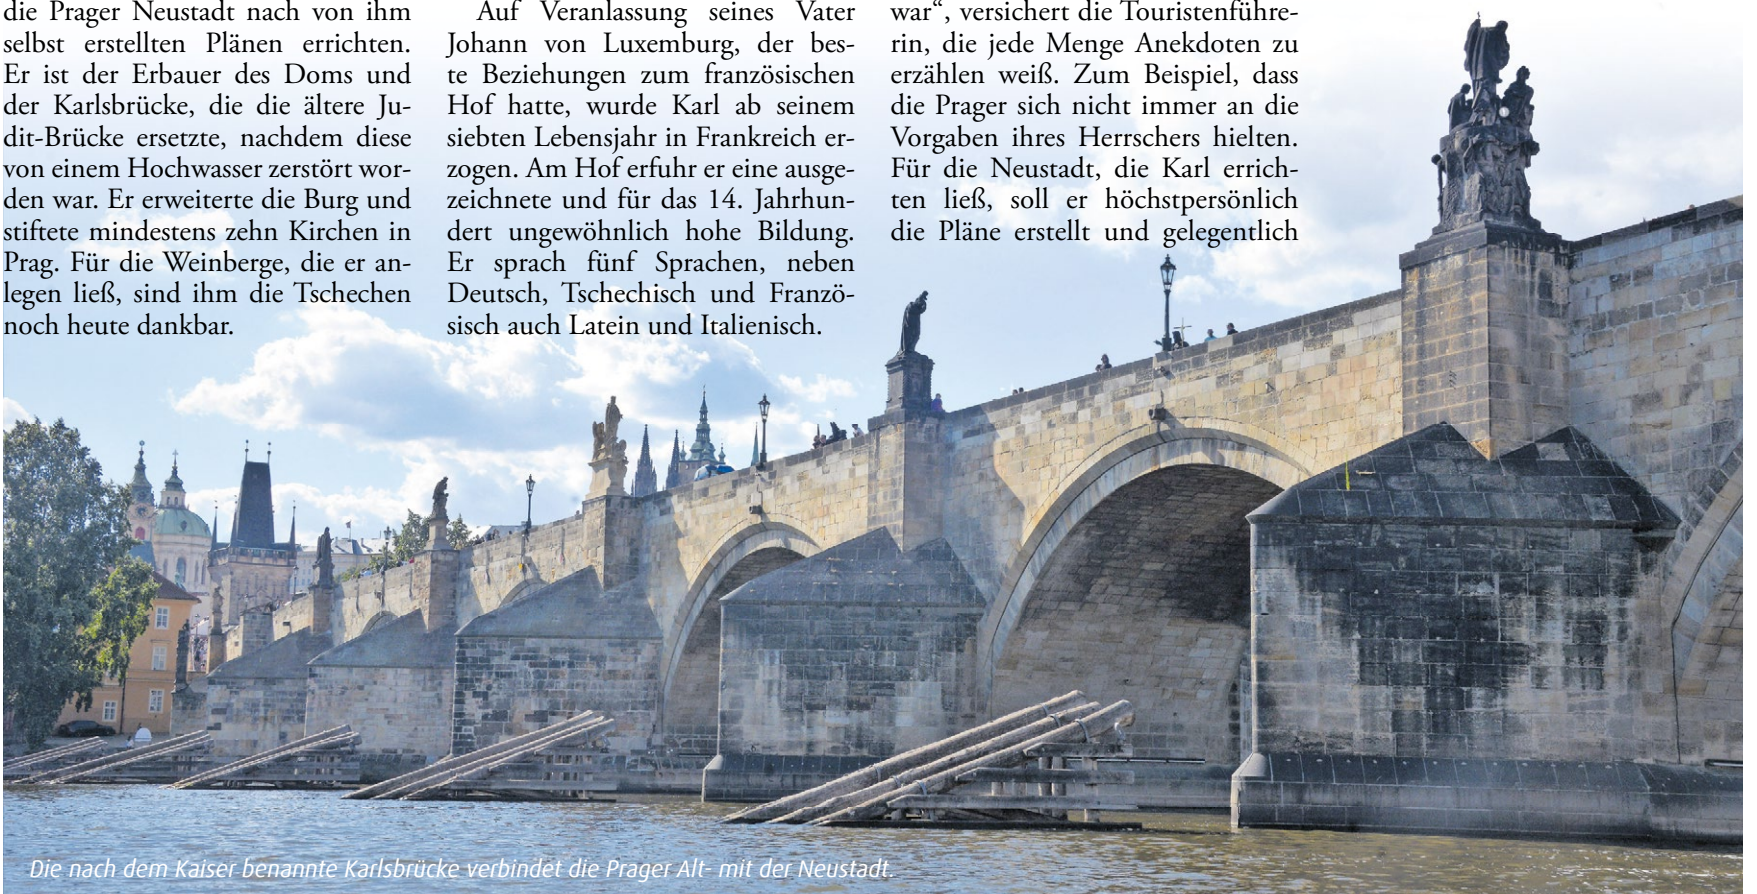 die Prager Neustadt nach von ihm
selbst erstellten Plänen errichten.
Er ist der Erbauer des Doms und
der Karlsbrücke, die die ältere Ju-
dit-Brücke ersetzte, nachdem diese
von einem Hochwasser zerstört wor-
den war. Er erweiterte die Burg und
stiftete mindestens zehn Kirchen in
Prag. Für die Weinberge, die er an-
legen ließ, sind ihm die Tschechen
noch heute dankbar.
Auf Veranlassung seines Vater
Johann von Luxemburg, der bes-
te Beziehungen zum französischen
Hof hatte, wurde Karl ab seinem
siebten Lebensjahr in Frankreich er-
zogen. Am Hof erfuhr er eine ausge-
zeichnete und für das 14. Jahrhun-
dert ungewöhnlich hohe Bildung.
Er sprach fünf Sprachen, neben
Deutsch, Tschechisch und Franzö-
sisch auch Latein und Italienisch.
war“, versichert die Touristenführe-
rin, die jede Menge Anekdoten zu
erzählen weiß. Zum Beispiel, dass
die Prager sich nicht immer an die
Vorgaben ihres Herrschers hielten.
Für die Neustadt, die Karl errich-
ten ließ, soll er höchstpersönlich
die Pläne erstellt und gelegentlich
Die nach dem Kaiser benannte Karlsbrücke verbindet die Prager Alt- mit der Neustadt.